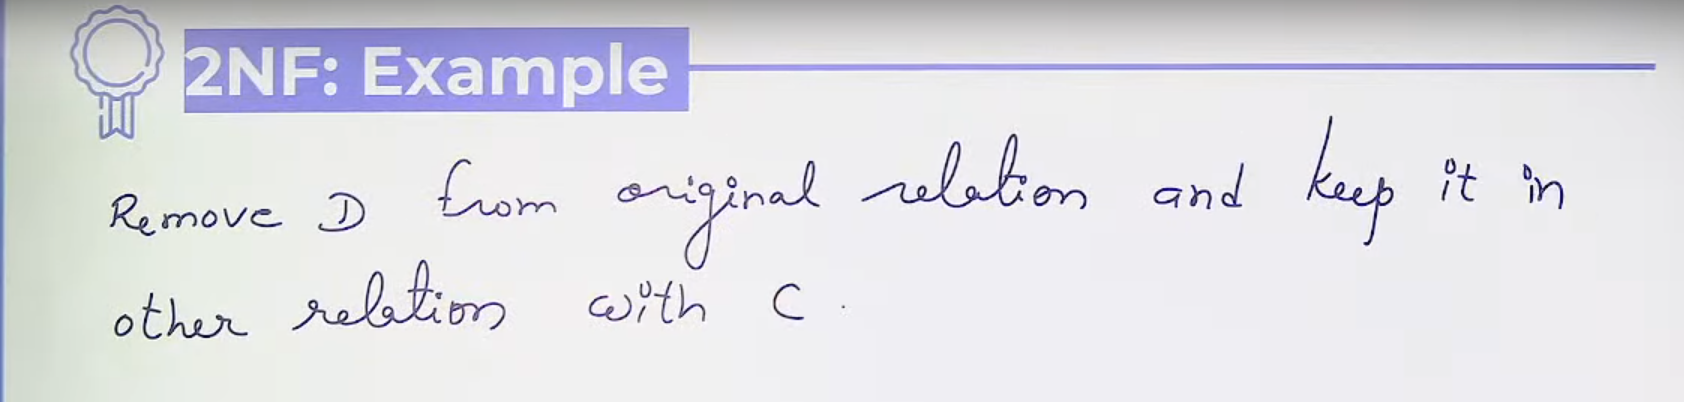 2NF: Example
Remove D from original relation and keep it in
other relation with C.